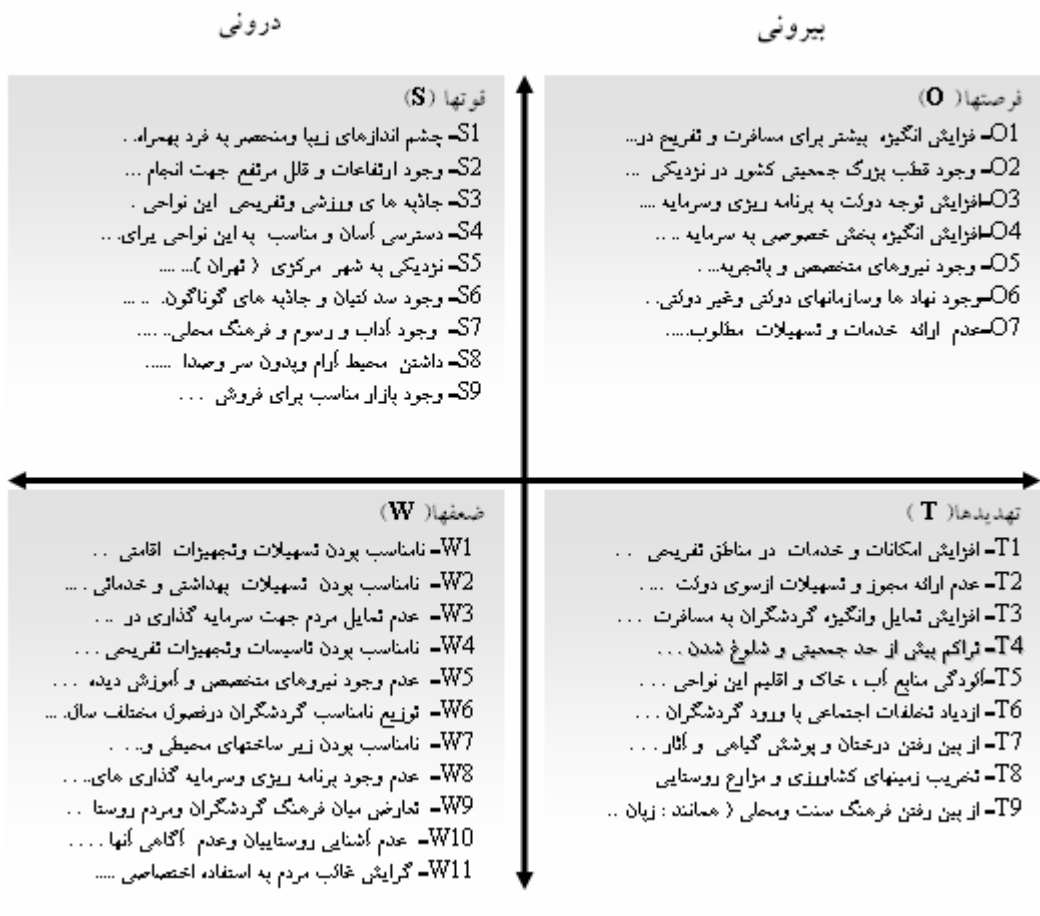 درونی
بیرونی
قوتها (S)
S1- چشم اندازهای زیبا ومنحصر به فرد بهمراه. .
S2- وجود ارتفاعات و قلل مرتفع جهت انجام ...
S3- جاذبه ها ی ورزشی وتفریحی این نواحی .
S4- دسترسی آسان و مناسب به این نواحی برای. ..
S5- نزدیکی به شهر مرکزی ( تهران )... ....
S6- وجود سد لتیان و جاذبه های گوناگون. .. ...
S7- وجود آداب و رسوم و فرهنگ محلی.. ....
S8- داشتن محیط آرام وبدون سر وصدا ......
S9- وجود بازار مناسب برای فروش . . .
فرصتها( O)
O1- فزایش انگیزه بیشتر برای مسافرت و تفریح در...
O2- وجود قطب بزرگ جمعیتی کشور در نزدیکی ...
O3-افزایش توجه دولت به برنامه ریزی وسرمایه ....
O4-افزایش انگیزه بخش خصوصی به سرمایه .. ..
O5- وجود نیروهای متخصص و باتجربه... .
O6-وجود نهاد ها وسازمانهای دولتی وغیر دولتی. .
O7-عدم ارائه خدمات و تسهیلات مطلوب.....
ضعفها( W)
W1- نامناسب بودن تسهیلات وتجهیزات اقامتی . .
W2- نامناسب بودن تسهیلات بهداشتی و خدماتی . ...
W3- عدم تمایل مردم جهت سرمایه گذاری در ...
W4- نامناسب بودن تاسیسات وتجهیزات تفریحی . . .
W5- عدم وجود نیروهای متخصص و آموزش دیده, . . .
W6- توزیع نامناسب گردشگران درفصول مختلف سال. ...
W7- نامناسب بودن زیر ساختهای محیطی و.. . .
W8- عدم وجود برنامه ریزی وسرمایه گذاری های... .
W9- تعارض میان فرهنگ گردشگران ومردم روستا . .
W10- عدم آشنایی روستاییان وعدم آگاهی آنها . . . .
W11- گرایش غالب مردم به استفاده اختصاصی .....
تهدیدها( T )
T1- افزایش امکانات و خدمات در مناطق تفریحی . .
T2- عدم ارائه مجوز و تسهیلات ازسوی دولت .. ..
T3- افزایش تمایل وانگیزه گردشگران به مسافرت . . .
T4- تراکم بیش از حد جمعیتی و شلوغ شدن . . .
T5-آلودگی منابع آب ، خاک و اقلیم این نواحی . . .
T6- ازدیاد تخلفات اجتماعی با ورود گردشگران . . .
T7- از بین رفتن درختان و پوشش گیاهی و آثار . . .
T8- تخریب زمینهای کشاورزی و مزارع روستایی
T9- از بین رفتن فرهنگ سنت ومحلی ( همانند : زبان ..